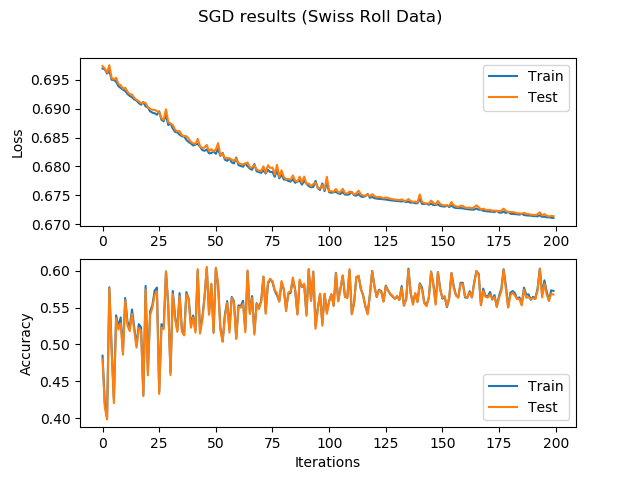 SGD results (Swiss Roll Data)
0.695
0.690
0.685
0.680
0.675
0.670
Loss
Train
Test
0 25 50 75 100 125 150 175 200
0.60
0.55
0.50
0.45
0.40
Accuracy
Train
Test
0 25 50 75 100 125 150 175 200
Iterations